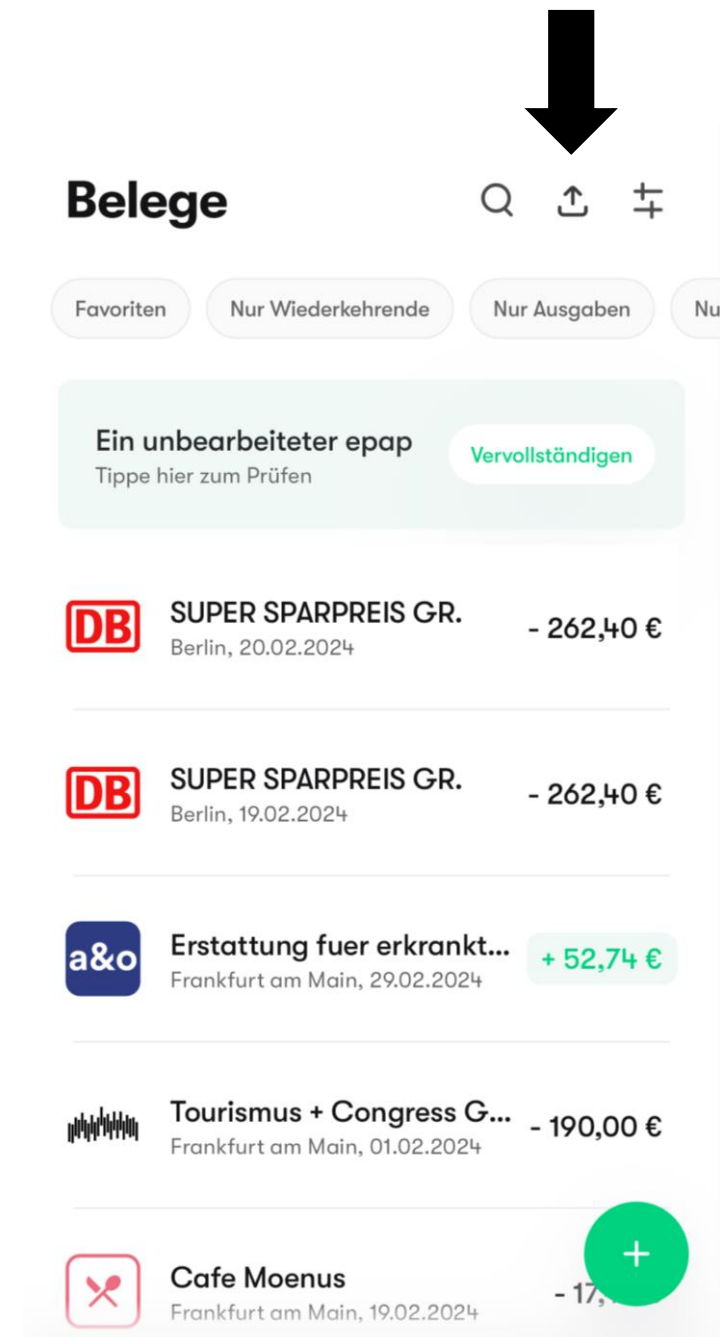 Belege
Favoriten Nur Wiederkehrende Nur Ausgaben
Ein unbearbeiteter epap
Tippe hier zum Prüfen
Vervollständigen
DB
SUPER SPARPREIS GR.
- 262,40 €
Berlin, 20.02.2024
DB
SUPER SPARPREIS GR.
- 262,40 €
Berlin, 19.02.2024
a&o
Erstattung fuer erkrankt...
+ 52,74 €
Frankfurt am Main, 29.02.2024
Tourismus + Congress G...
- 190,00 €
Frankfurt am Main, 01.02.2024
Cafe Moenus
- 17,
Frankfurt am Main, 19.02.2024
+